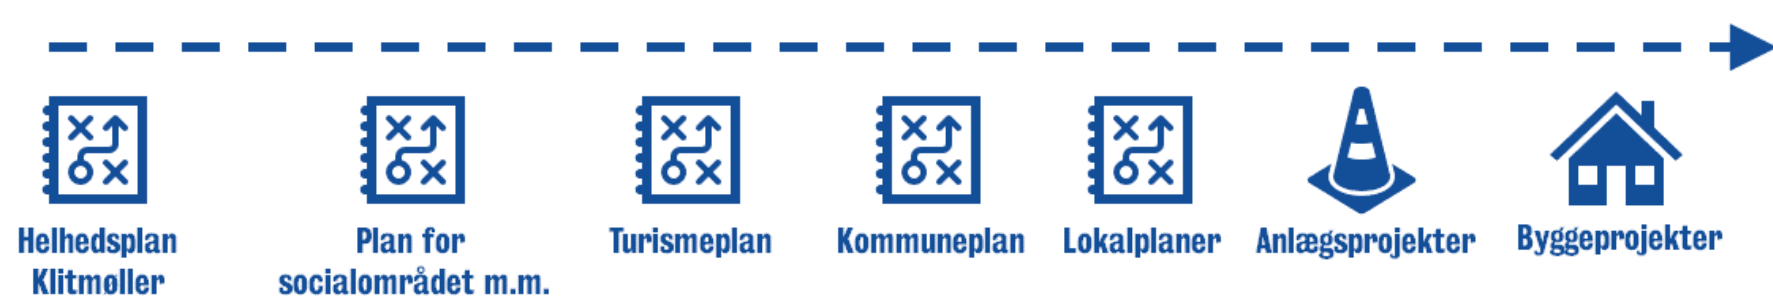 Helhedsplan
Klitmøller
Plan for
socialområdet m.m.
Turismeplan
Kommuneplan
Lokalplaner
Anlægsprojekter
Byggeprojekter